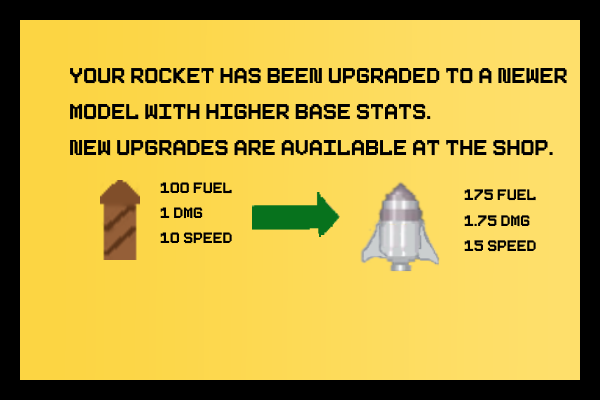 YOUR ROCKET HAS BEEN UPGRADED TO A NEWER
MODEL WITH HIGHER BASE STATS.
NEW UPGRADES ARE AVAILABLE AT THE SHOP.
100 FUEL
1 DMG
10 SPEED
175 FUEL
1.75 DMG
15 SPEED